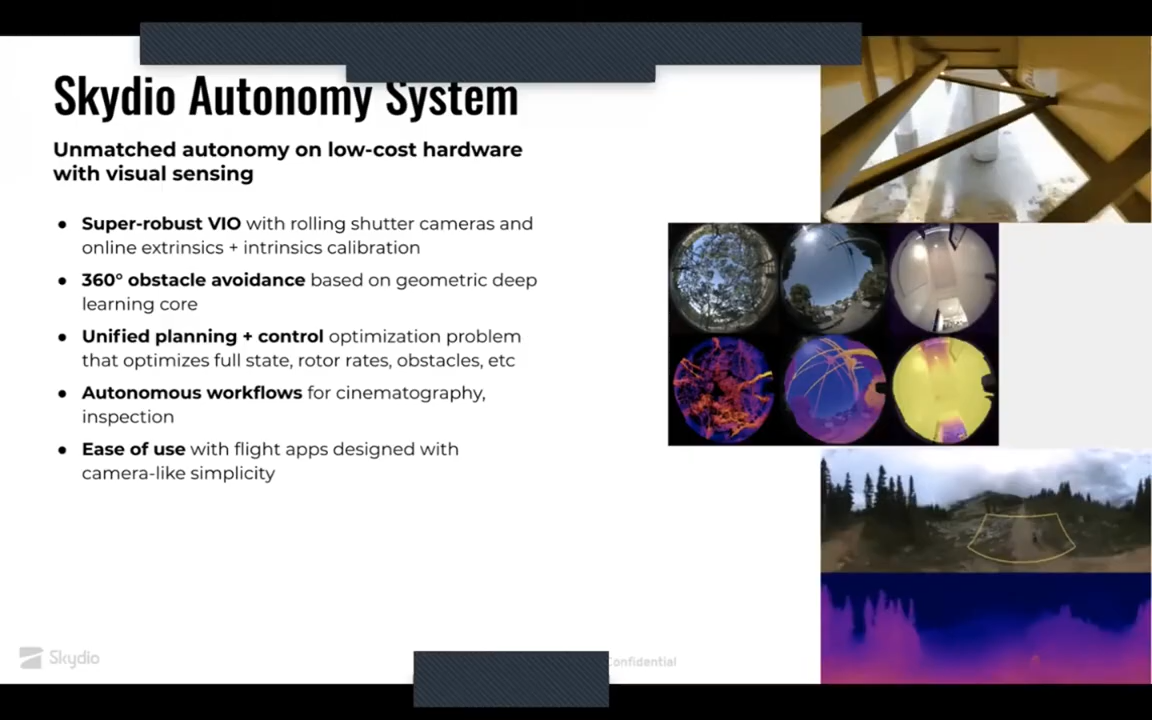 Skydio Autonomy System
Unmatched autonomy on low-cost hardware
with visual sensing
● Super-robust VIO with rolling shutter cameras and
online extrinsics + intrinsics calibration
● 360° obstacle avoidance based on geometric deep
learning core
● Unified planning + control optimization problem
that optimizes full state, rotor rates, obstacles, etc
● Autonomous workflows for cinematography,
inspection
● Ease of use with flight apps designed with
camera-like simplicity
Skydio
Confidential